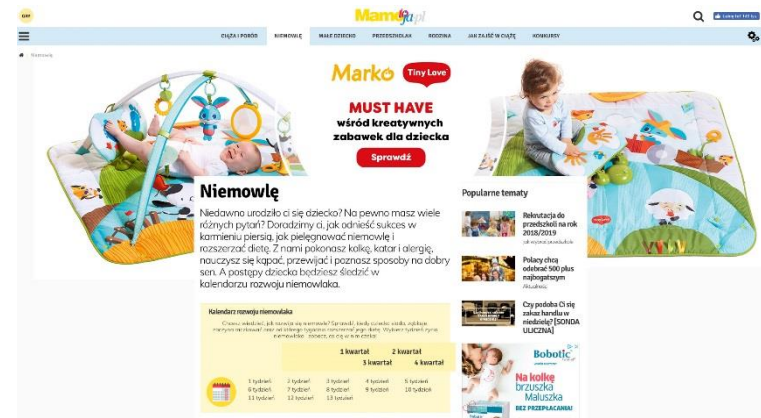 Mamotoja.pl
CIĄŻA I PORÓD NIEMOWLĘ MAŁE DZIECKO PRZEDSZKOLAK RODZINA JAK ZAJŚĆ W CIĄŻĘ KONKURSY
Niemowlę
Marko Tiny Love
MUST HAVE
wśród kreatywnych
zabawek dla dziecka
Sprawdź
Niemowlę
Niedawno urodziło ci się dziecko? Na pewno masz wiele
różnych pytań? Doradzimy ci, jak odnieść sukces w
karmieniu piersią, jak pielęgnować niemowlę i
rozszerzać dietę. Z nami pokonasz kolkę, katar i alergię,
nauczysz się kąpać, przewijać i poznasz sposoby na dobry
sen. A postępy dziecka będziesz śledzić w
kalendarzu rozwoju niemowlaka.
Kalendarz rozwoju niemowlaka
1 kwartał 2 kwartał
3 kwartał 4 kwartał
1 tydzień 2 tydzień 3 tydzień 4 tydzień 5 tydzień
6 tydzień 7 tydzień 8 tydzień 9 tydzień 10 tydzień
11 tydzień 12 tydzień 13 tydzień
Popularne tematy
Rekrutacja do
przedszkoli na rok
2018/2019
Polacy chcą
odebrać 500 plus
najbogatszym
Aktualności
Czy podoba Ci się
zakaz handlu w
niedzielę? [SONDA
ULICZNA]
Bobotic
Na kolkę
brzuszka
Maluszka
BEZ PRZEPŁACANIA!